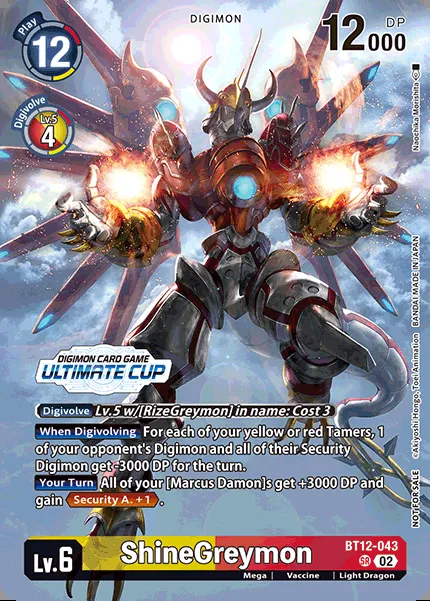 DIGIMON
Play
12
DP
12000
Digivolve
Lv.5
4
Naochika Morishita
©Akiyoshi Hongo, Toei Animation BANDAI MADE IN JAPAN
NOT FOR SALE
DIGIMON CARD GAME
ULTIMATE CUP
Digivolve Lv.5 w/[RizeGreymon] in name: Cost 3
When Digivolving For each of your yellow or red Tamers, 1
of your opponent's Digimon and all of their Security
Digimon get -3000 DP for the turn.
Your Turn All of your [Marcus Damon]s get +3000 DP and
gain Security A. +1 .
Lv.6
ShineGreymon
BT12-043
SR 02
Mega | Vaccine | Light Dragon